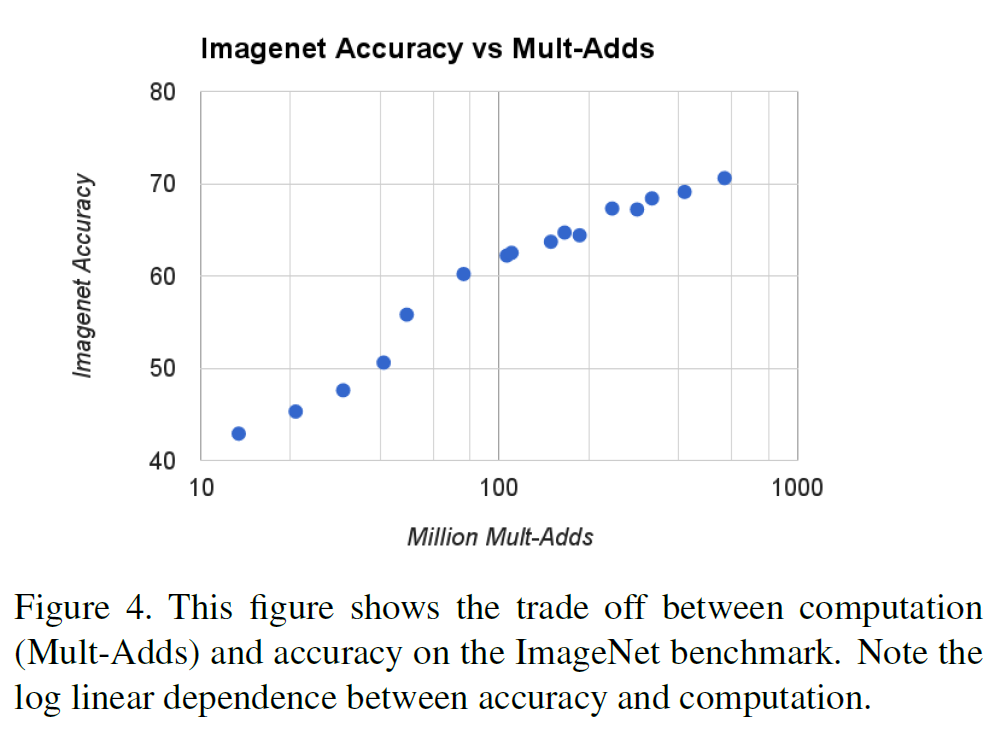 Imagenet Accuracy vs Mult-Adds
80
70
60
50
40
Imagenet Accuracy
10 100 1000
Million Mult-Adds
Figure 4. This figure shows the trade off between computation
(Mult-Adds) and accuracy on the ImageNet benchmark. Note the
log linear dependence between accuracy and computation.